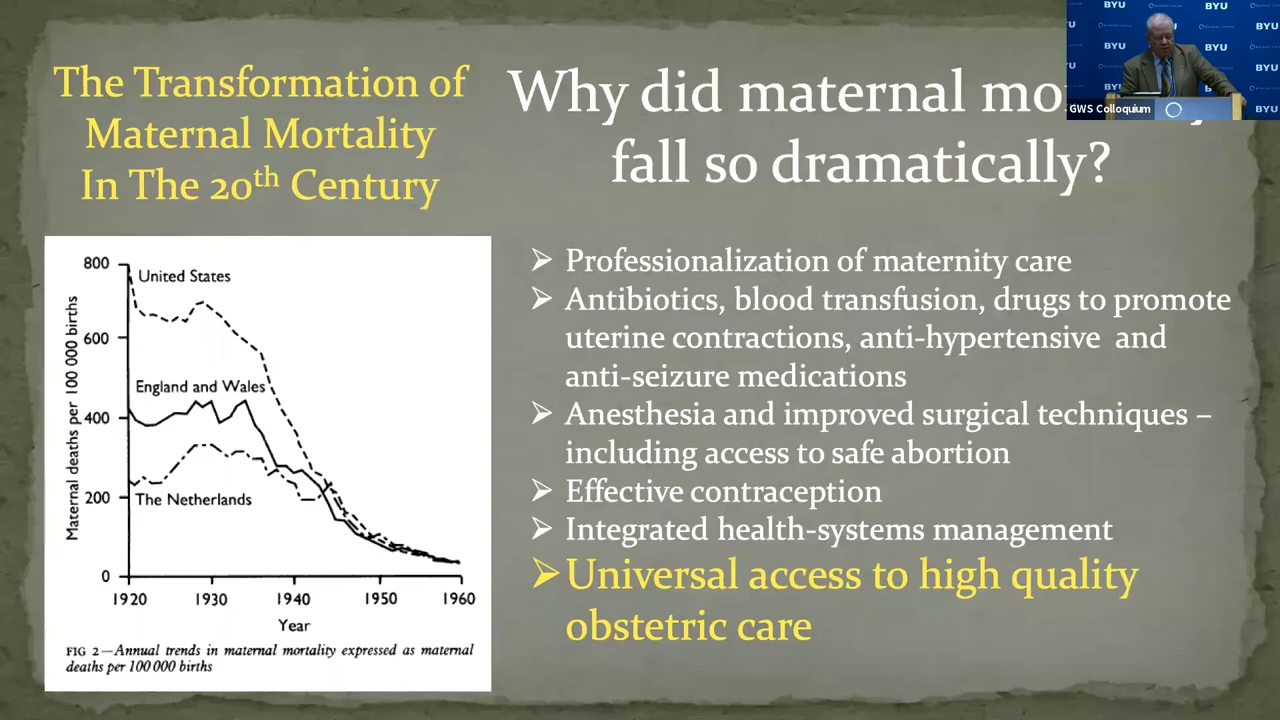 The Transformation of
Maternal Mortality
In The 20th Century
Why did maternal mo
fall so dramatically?
BYU BYU
BYU BYU BYU
BYU BYU
BYU
GWS Colloquium
BYU
800
United States
600
England and Wales
400
The Netherlands
200
0
1920 1930 1940 1950 1960
Year
Maternal deaths per 100 000 births
FIG 2—Annual trends in maternal mortality expressed as maternal
deaths per 100 000 births
➢ Professionalization of maternity care
➢ Antibiotics, blood transfusion, drugs to promote
uterine contractions, anti-hypertensive and
anti-seizure medications
➢ Anesthesia and improved surgical techniques –
including access to safe abortion
➢ Effective contraception
➢ Integrated health-systems management
➢ Universal access to high quality
obstetric care